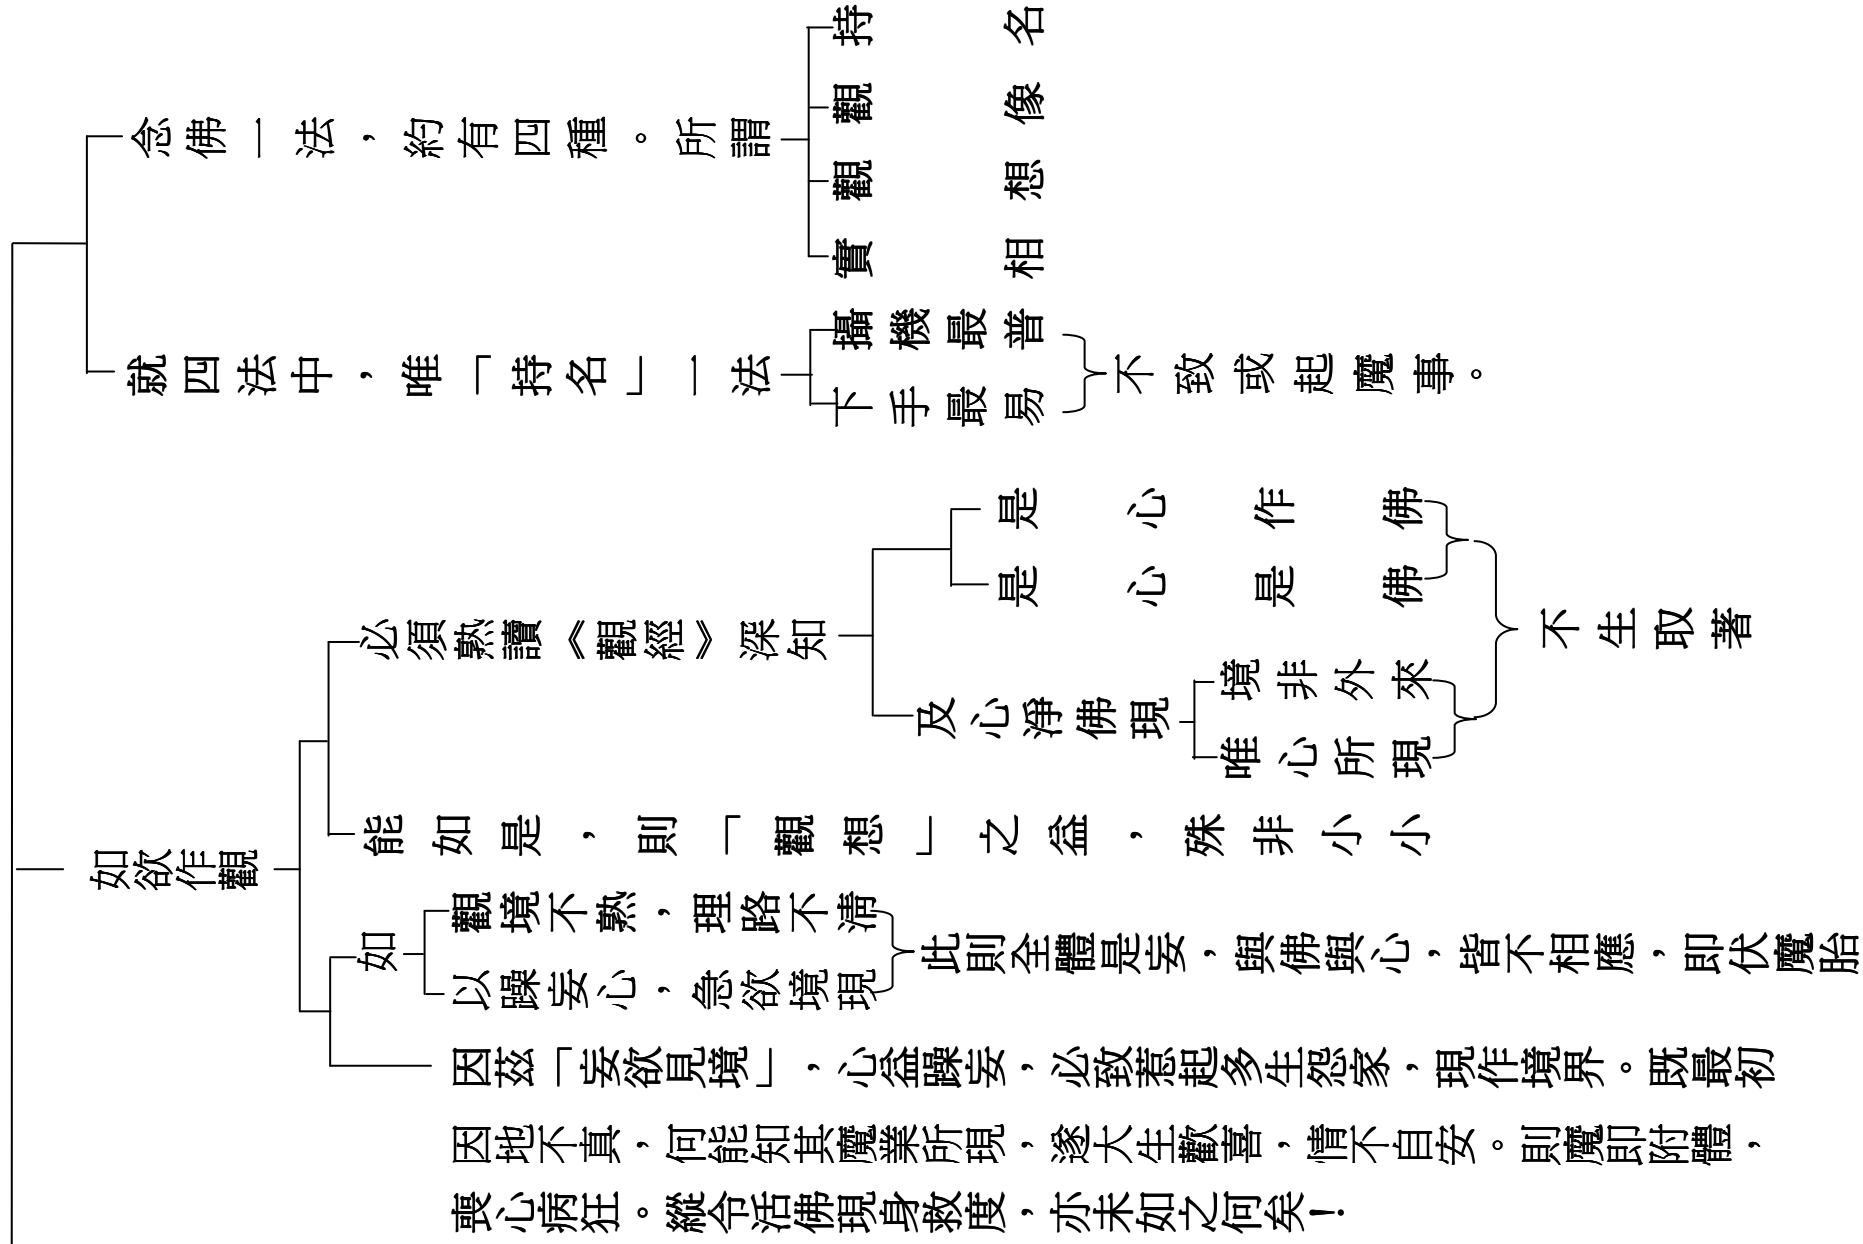 念佛一法，約有四種。所謂
持名
觀像
觀想
實相
就四法中，唯「持名」一法
攝機最普
下手最易
不致或起魔事。
如欲作觀
必須熟讀《觀經》深知
是心作佛
是心是佛
及心淨佛現
境非外來
唯心所現
不生取著
能如是，則「觀想」之益，殊非小小
如
觀境不熟，理路不清
以躁妄心，急欲境現
此則全體是妄，與佛與心，皆不相應，即伏魔胎
因茲「妄欲見境」，心益躁妄，必致惹起多生怨家，現作境界。既最初
因地不真，何能知其魔業所現，遂大生歡喜，情不自安。則魔即附體，
喪心病狂。縱令活佛現身救度，亦未如之何矣！